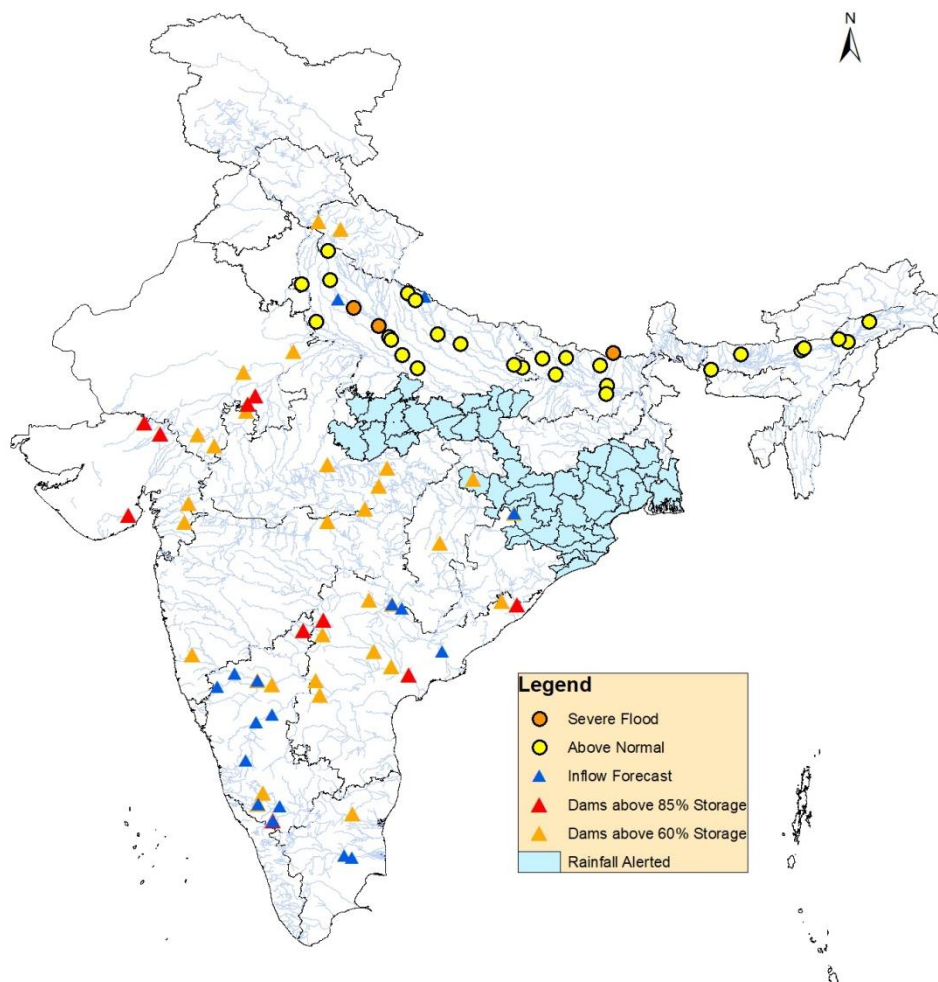 N
Legend
Severe Flood
Above Normal
Inflow Forecast
Dams above 85% Storage
Dams above 60% Storage
Rainfall Alerted